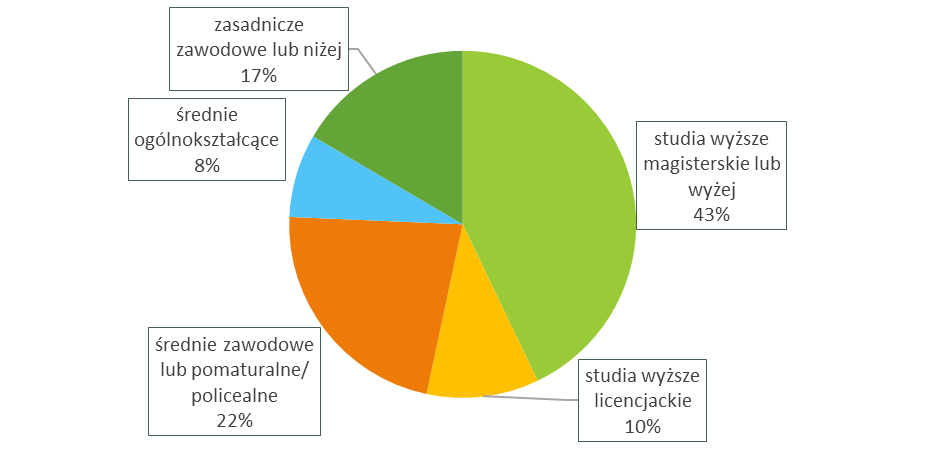 zasadnicze
zawodowe lub niżej
17%
średnie
ogólnokształcące
8%
studia wyższe
magisterskie lub
wyżej
43%
średnie zawodowe
lub pomaturalne/
policealne
22%
studia wyższe
licencjackie
10%